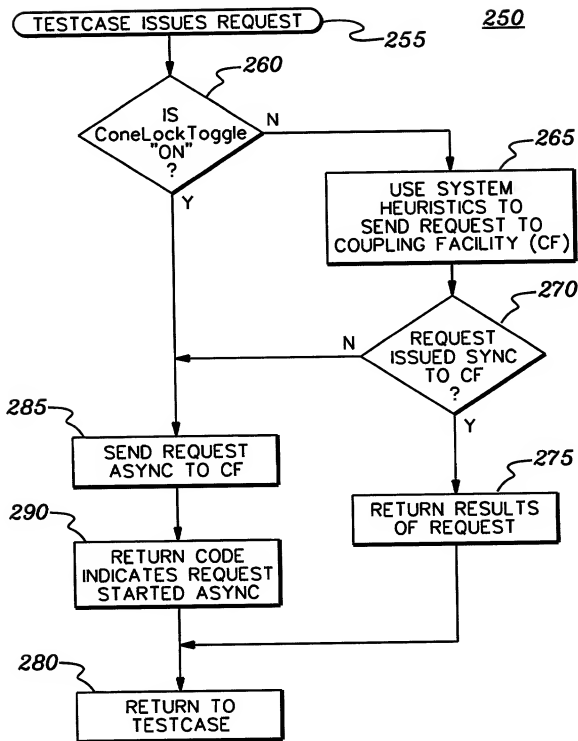 TESTCASE ISSUES REQUEST
255
250
260
IS
ConeLockToggle
"ON"
?
N
Y
265
USE SYSTEM
HEURISTICS TO
SEND REQUEST TO
COUPLING FACILITY (CF)
270
REQUEST
ISSUED SYNC
TO CF
?
N
Y
285
SEND REQUEST
ASYNC TO CF
275
RETURN RESULTS
OF REQUEST
290
RETURN CODE
INDICATES REQUEST
STARTED ASYNC
280
RETURN TO
TESTCASE